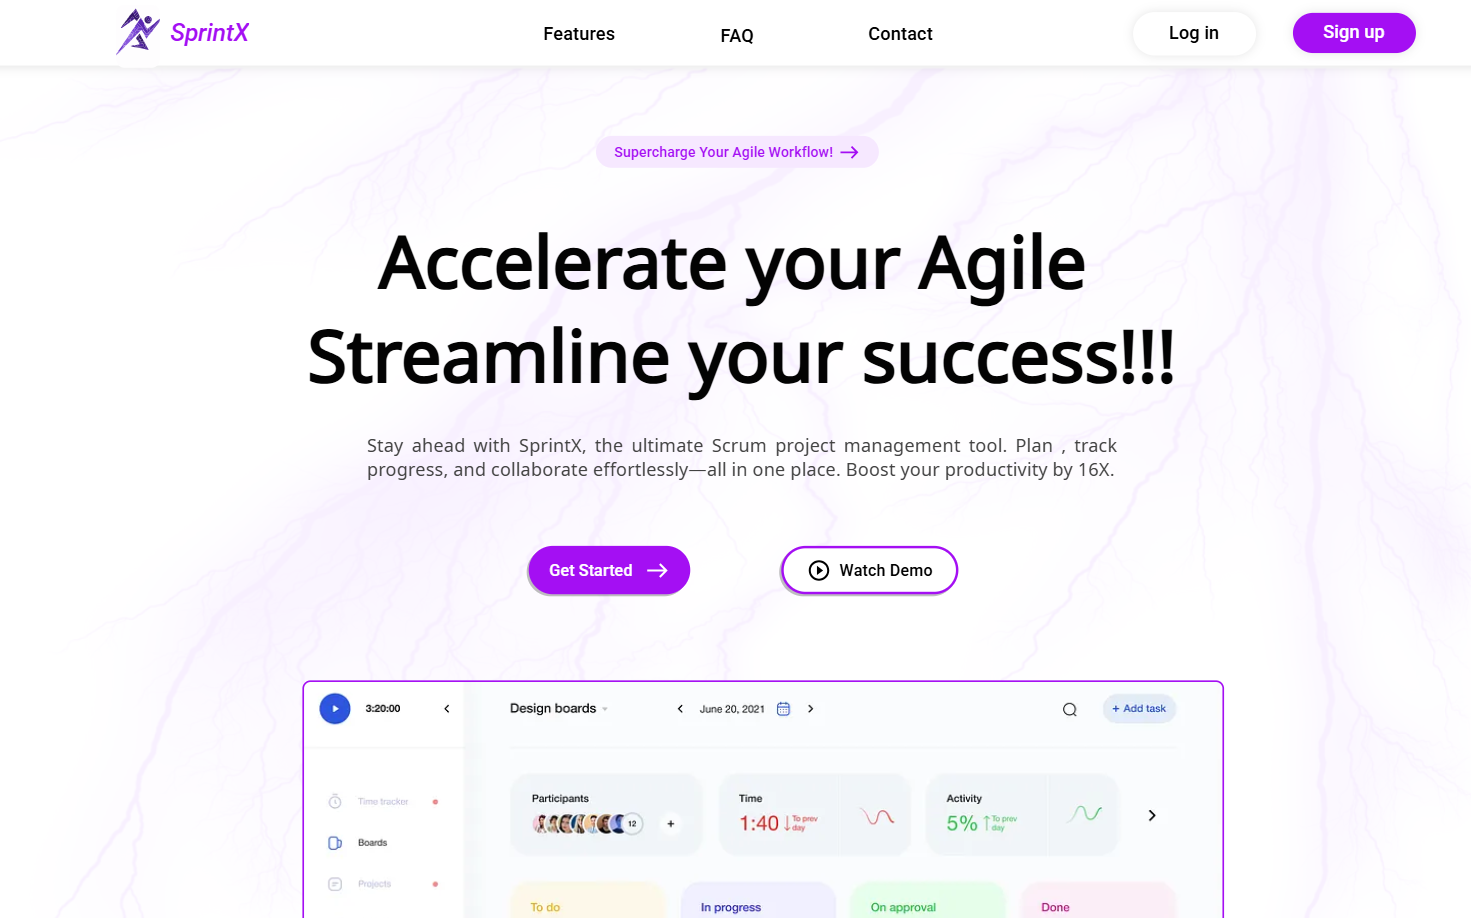 SprintX
Features
FAQ
Contact
Log in
Sign up
Supercharge Your Agile Workflow!
Accelerate your Agile
Streamline your success!!!
Stay ahead with SprintX, the ultimate Scrum project management tool. Plan , track
progress, and collaborate effortlessly—all in one place. Boost your productivity by 16X.
Get Started
Watch Demo
3:20:00
Design boards
June 20, 2021
+ Add task
Time tracker
Boards
Projects
Participants
12
+
Time
1:40
To prev
day
Activity
5%
To prev
day
To do
In progress
On approval
Done